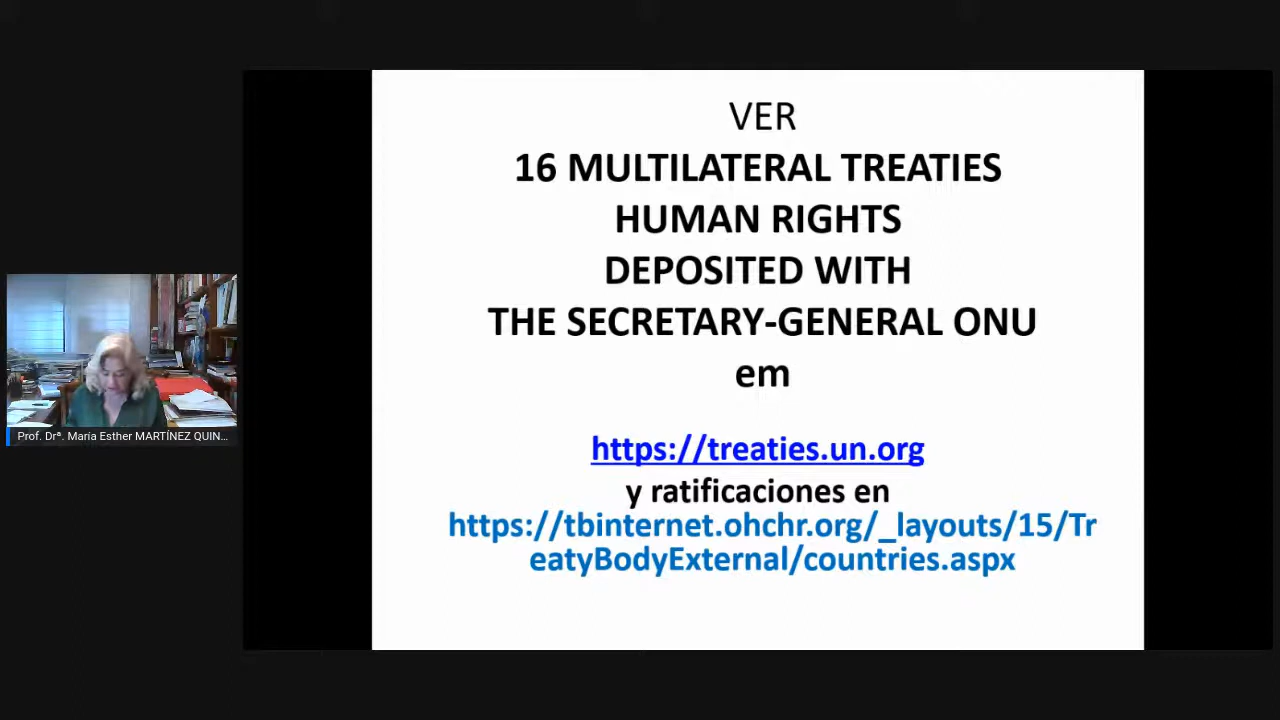 VER
16 MULTILATERAL TREATIES
HUMAN RIGHTS
DEPOSITED WITH
THE SECRETARY-GENERAL ONU
em
https://treaties.un.org
y ratificaciones en
https://tbinternet.ohchr.org/_layouts/15/Tr
eatyBodyExternal/countries.aspx
Prof. Drª. María Esther MARTÍNEZ QUIN...